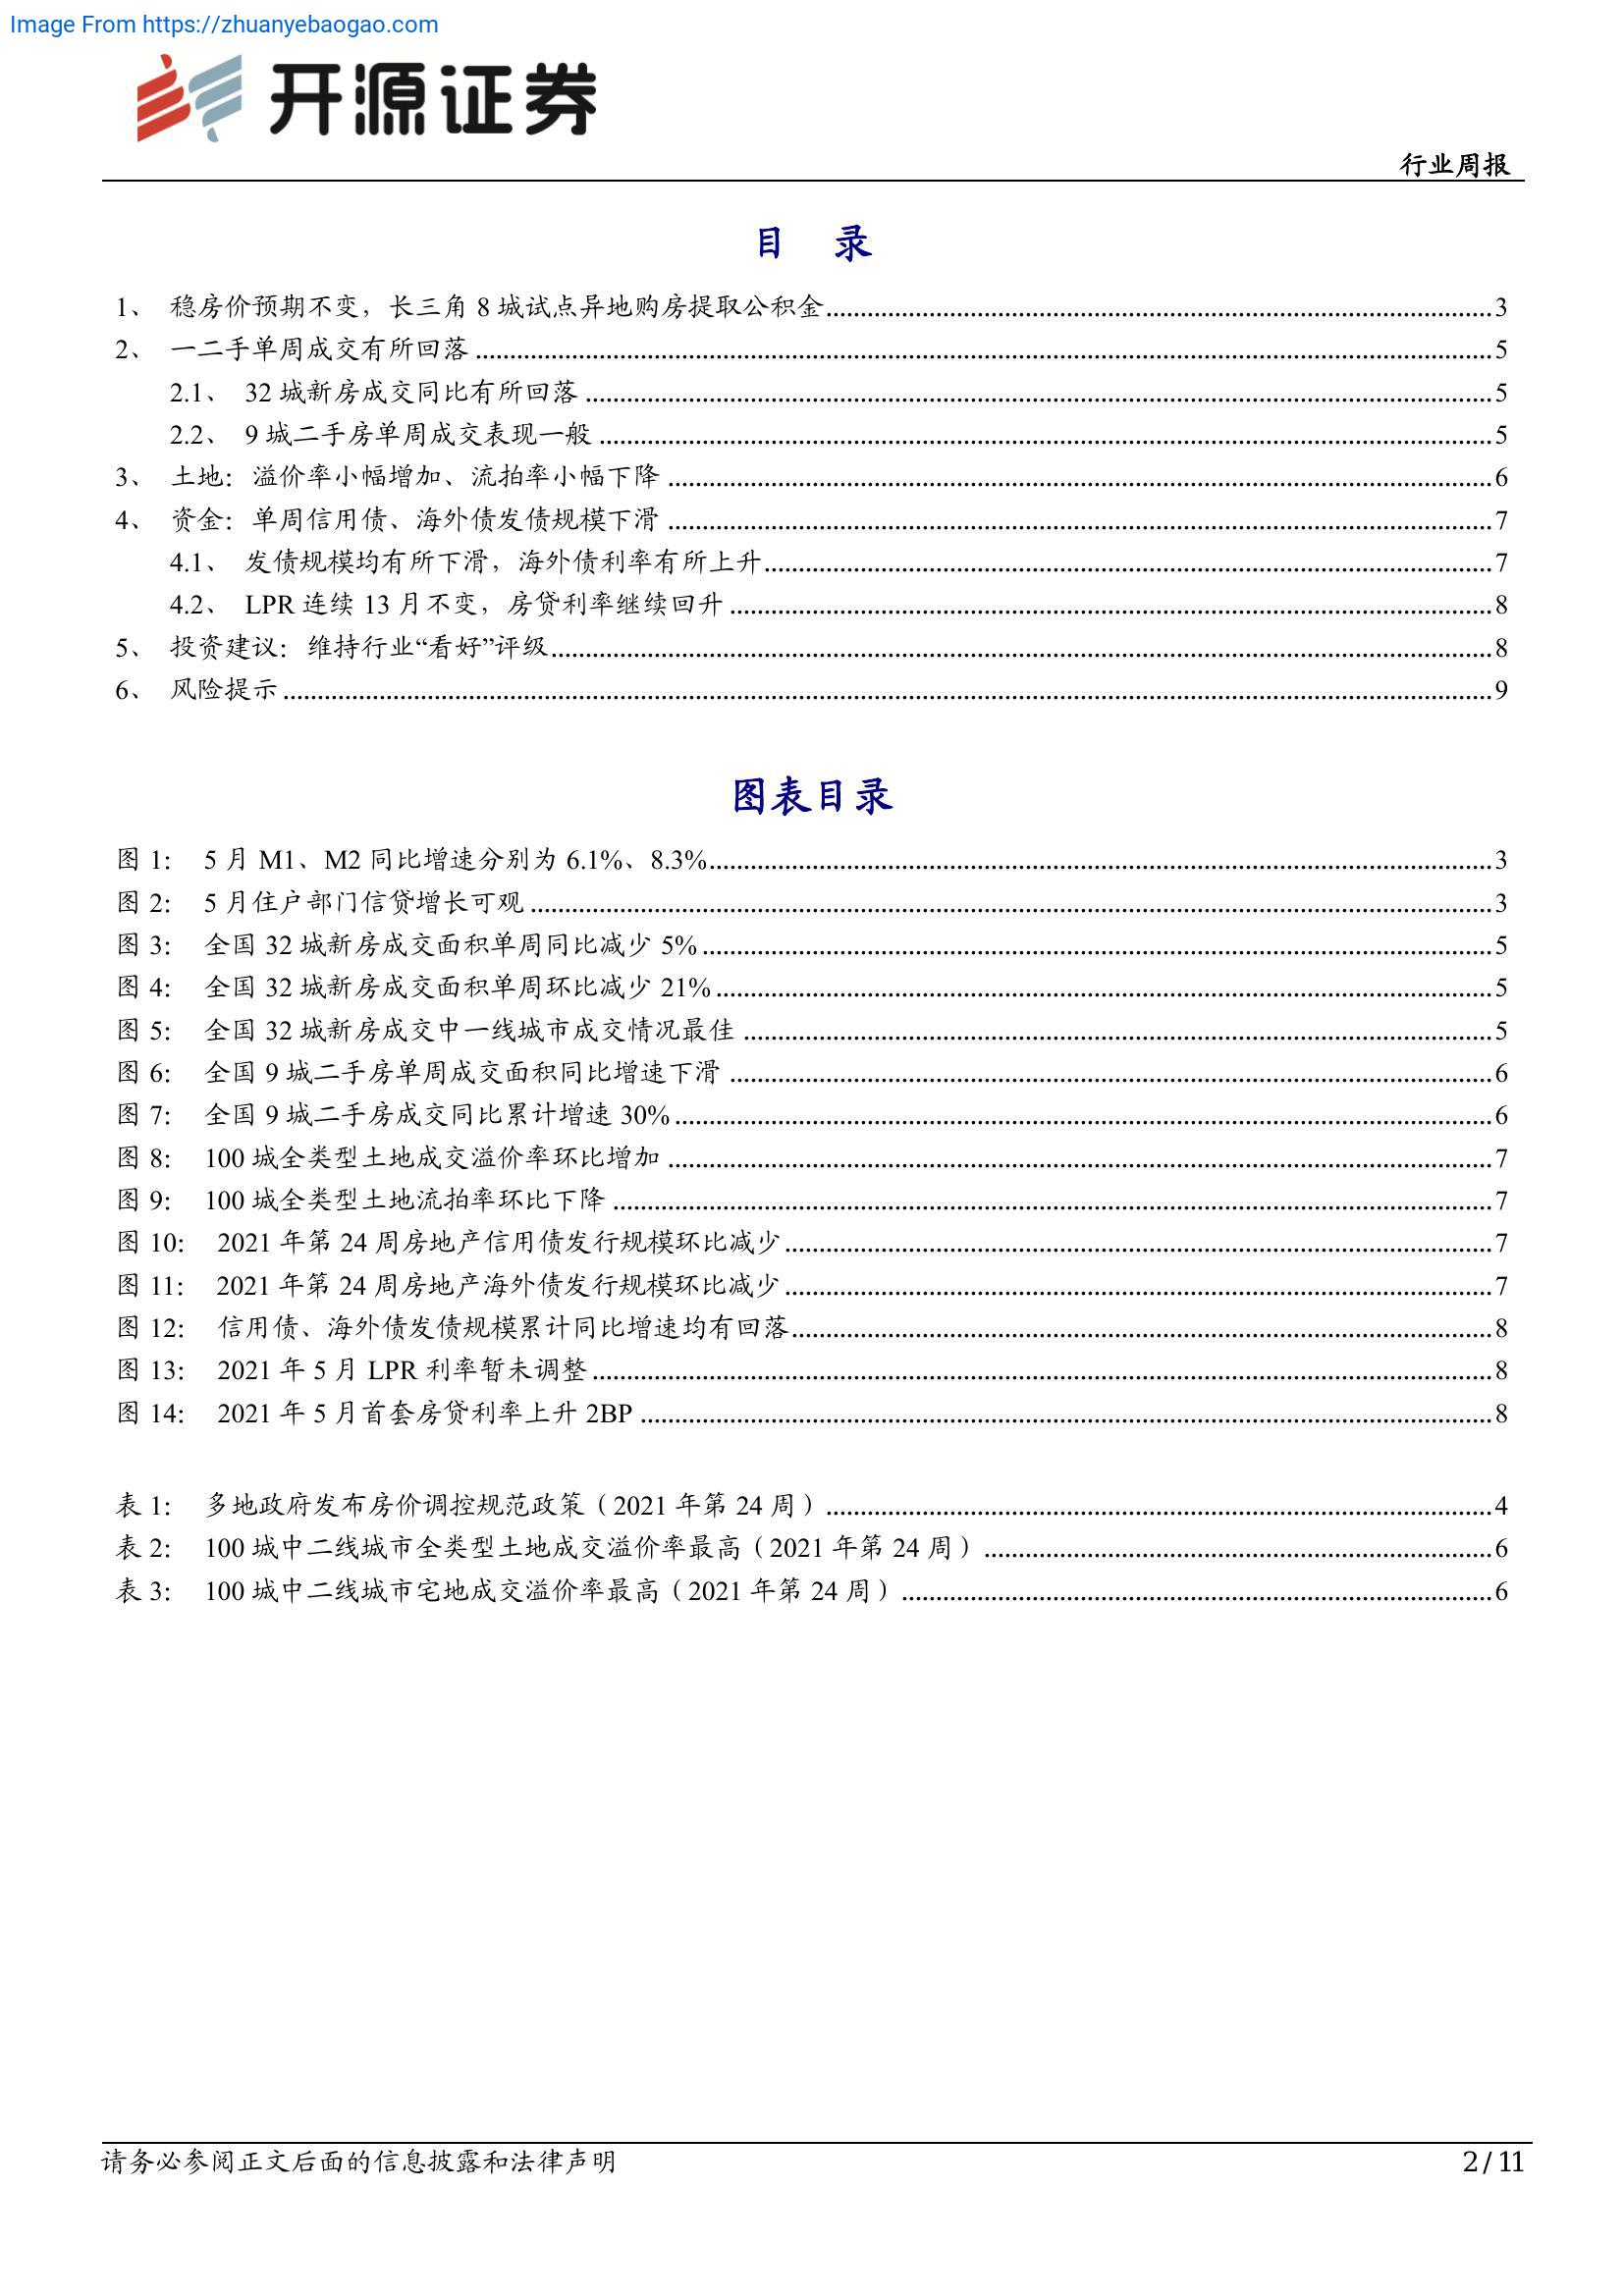 Image From https://zhuanyebaogao.com
开源证券
行业周报
目 录
1、 稳房价预期不变，长三角 8 城试点异地购房提取公积金 3
2、 一二手单周成交有所回落 5
2.1、 32 城新房成交同比有所回落 5
2.2、 9 城二手房单周成交表现一般 5
3、 土地：溢价率小幅增加、流拍率小幅下降 6
4、 资金：单周信用债、海外债发债规模下滑 7
4.1、 发债规模均有所下滑，海外债利率有所上升 7
4.2、 LPR 连续 13 月不变，房贷利率继续回升 8
5、 投资建议：维持行业“看好”评级 8
6、 风险提示 9
图表目录
图 1： 5 月 M1、M2 同比增速分别为 6.1%、8.3% 3
图 2： 5 月住户部门信贷增长可观 3
图 3： 全国 32 城新房成交面积单周同比减少 5% 5
图 4： 全国 32 城新房成交面积单周环比减少 21% 5
图 5： 全国 32 城新房成交中一线城市成交情况最佳 5
图 6： 全国 9 城二手房单周成交面积同比增速下滑 6
图 7： 全国 9 城二手房成交同比累计增速 30% 6
图 8： 100 城全类型土地成交溢价率环比增加 7
图 9： 100 城全类型土地流拍率环比下降 7
图 10： 2021 年第 24 周房地产信用债发行规模环比减少 7
图 11： 2021 年第 24 周房地产海外债发行规模环比减少 7
图 12： 信用债、海外债发债规模累计同比增速均有回落 8
图 13： 2021 年 5 月 LPR 利率暂未调整 8
图 14： 2021 年 5 月首套房贷利率上升 2BP 8
表 1： 多地政府发布房价调控规范政策（2021 年第 24 周） 4
表 2： 100 城中二线城市全类型土地成交溢价率最高（2021 年第 24 周） 6
表 3： 100 城中二线城市宅地成交溢价率最高（2021 年第 24 周） 6
请务必参阅正文后面的信息披露和法律声明 2 / 11